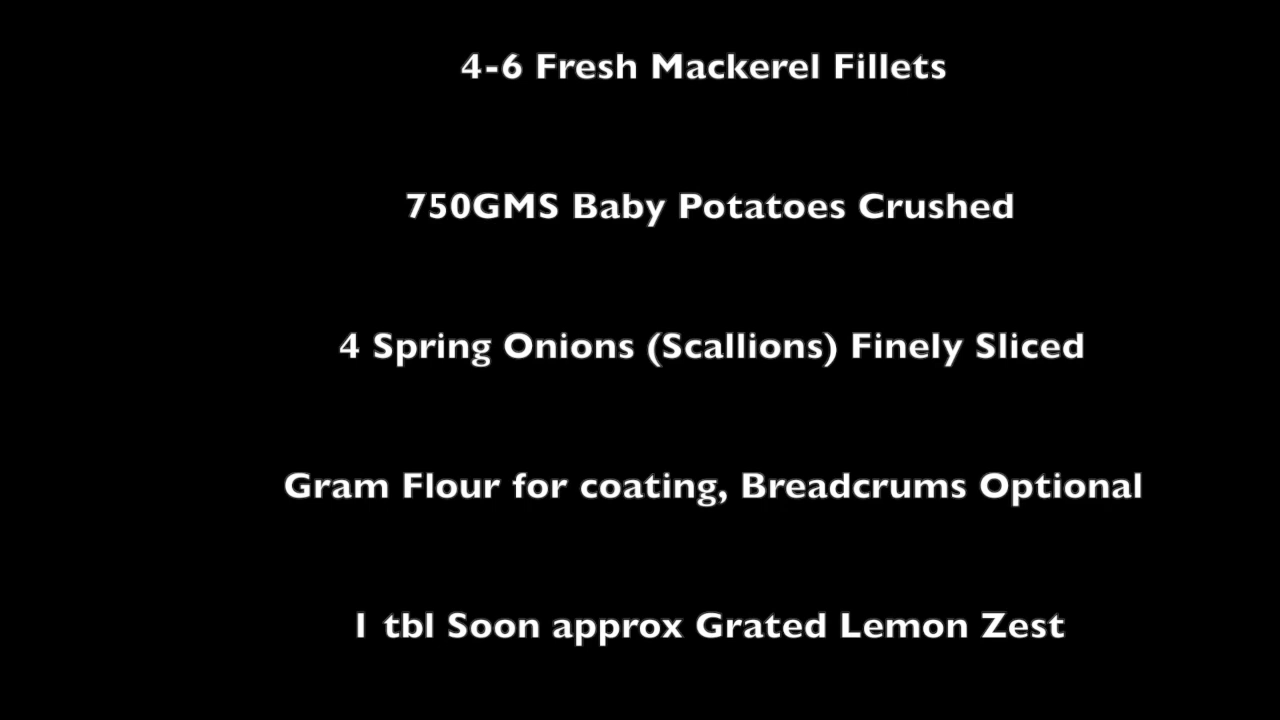 4-6 Fresh Mackerel Fillets
750GMS Baby Potatoes Crushed
4 Spring Onions (Scallions) Finely Sliced
Gram Flour for coating, Breadcrums Optional
1 tbl Soon approx Grated Lemon Zest